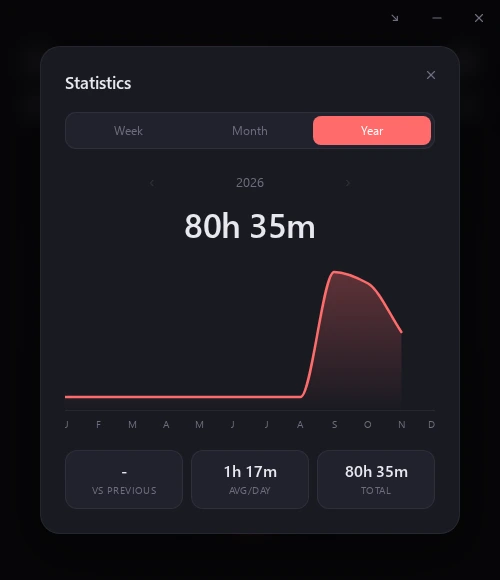 Statistics
Week Month Year
2026
80h 35m
J F M A M J J A S O N D
- 1h 17m 80h 35m
VS PREVIOUS AVG/DAY TOTAL